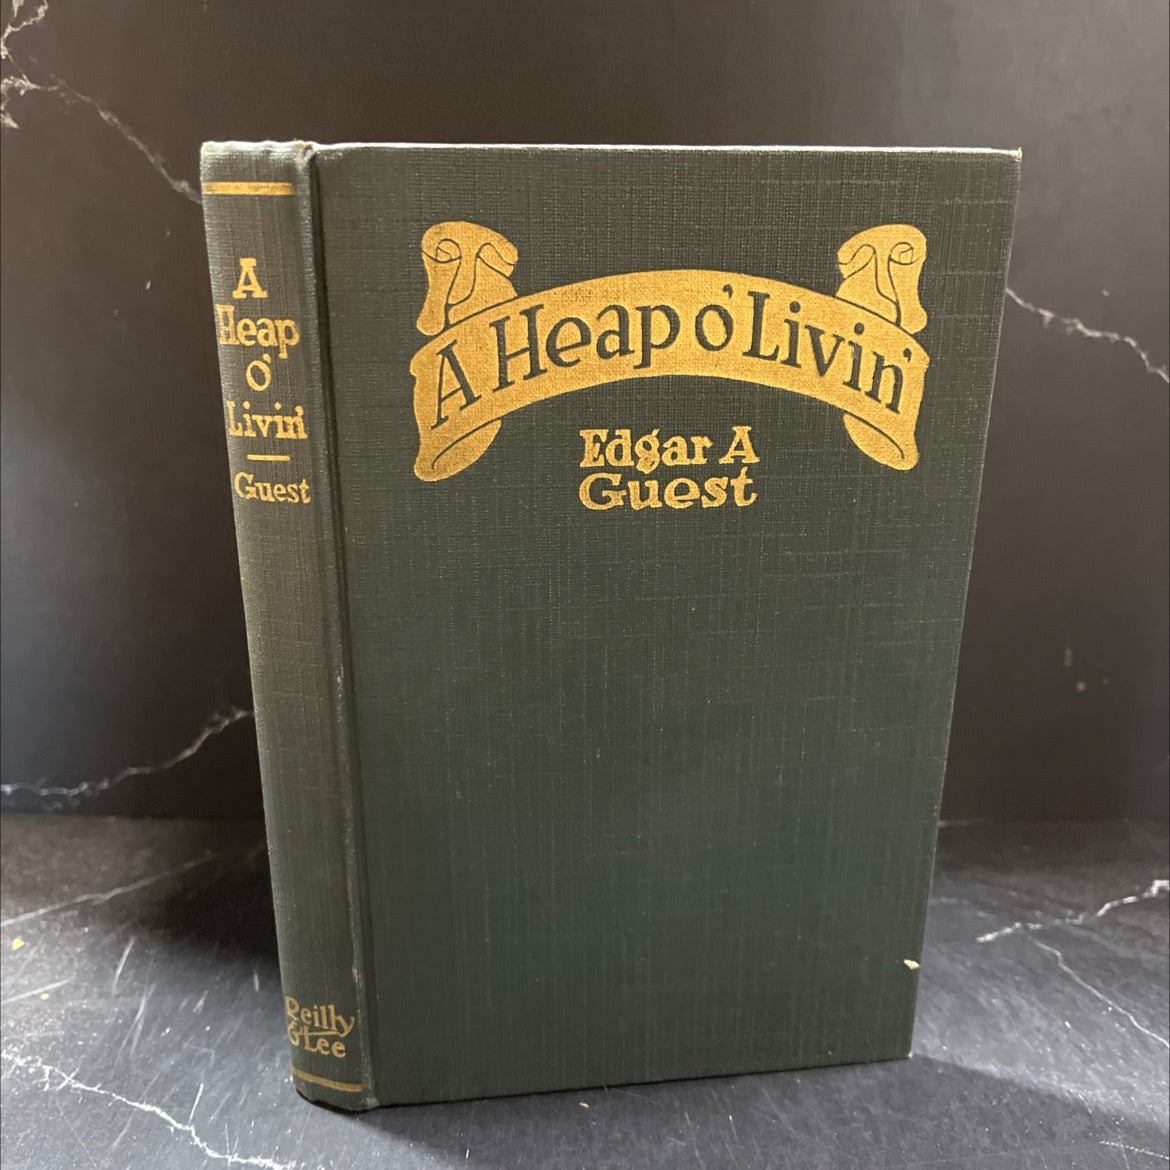 A
Heap
o'
Livin'
Guest
Reilly
& Lee
A Heap o' Livin'
Edgar A
Guest